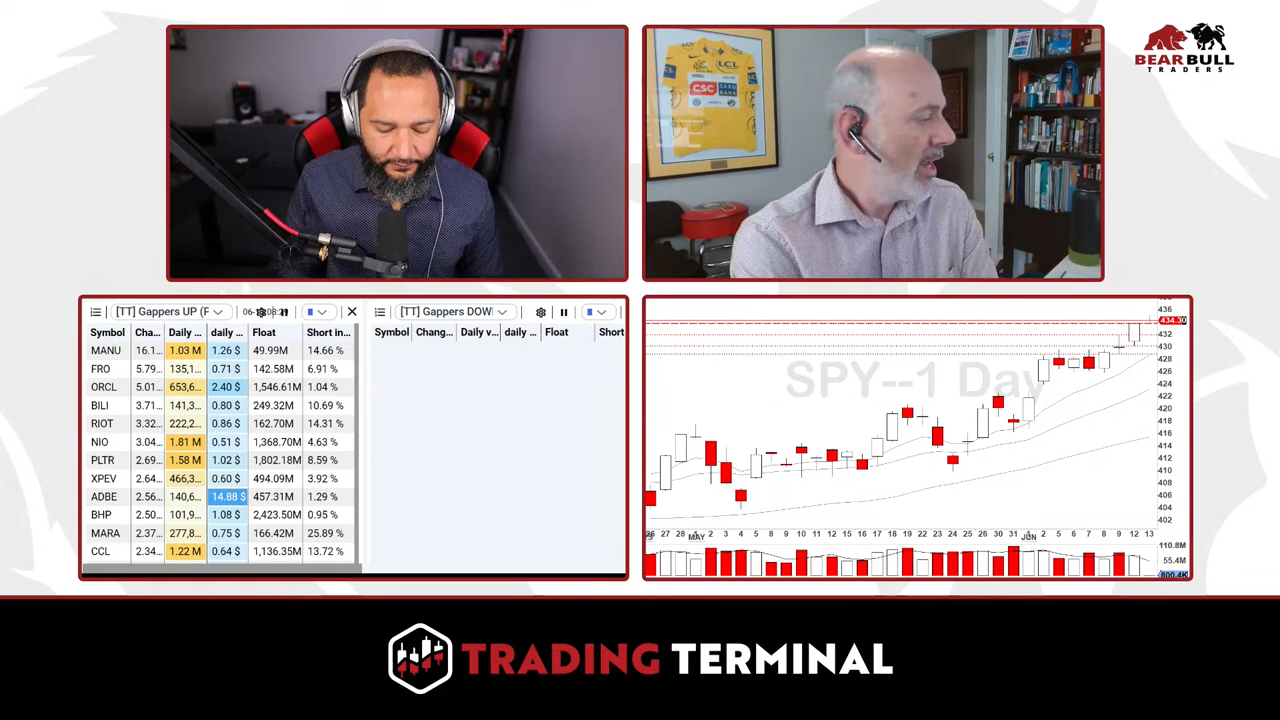 BEARBULL
TRADERS
LCL
LCL
CSC
SAXO
BANK
[TT] Gappers UP (F
[TT] Gappers DOWN
Symbol Cha... Daily ... daily ... Float Short in...
Symbol Chang... Daily v... daily ... Float Short
MANU 16.1... 1.03 M 1.26 $ 49.99M 14.66 %
FRO 5.79... 135,1... 0.71 $ 142.58M 6.91 %
ORCL 5.01... 653,6... 2.40 $ 1,546.61M 1.04 %
BILI 3.71... 141,3... 0.80 $ 249.32M 10.69 %
RIOT 3.32... 222,2... 0.86 $ 162.70M 14.31 %
NIO 3.04... 1.81 M 0.51 $ 1,368.70M 4.63 %
PLTR 2.69... 1.58 M 1.02 $ 1,802.18M 8.59 %
XPEV 2.64... 466,3... 0.60 $ 494.09M 3.92 %
ADBE 2.56... 140,6... 14.88 $ 457.31M 1.29 %
BHP 2.50... 101,9... 1.08 $ 2,423.50M 0.95 %
MARA 2.37... 277,8... 0.75 $ 166.42M 25.89 %
CCL 2.34... 1.22 M 0.64 $ 1,136.35M 13.72 %
SPY--1 Day
436
434.30
432
430
428
426
424
422
420
418
416
414
412
410
408
406
404
402
27 28 MAY 2 3 4 5 8 9 10 11 12 15 16 17 18 19 22 23 24 25 26 30 31 JUN 2 5 6 7 8 9 12 13
110.8M
55.4M
800.4K
TRADING TERMINAL